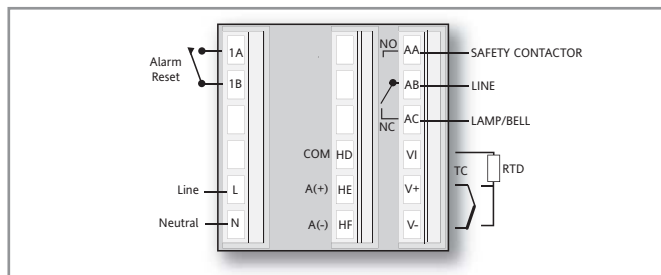 NO
1A
AA
SAFETY CONTACTOR
Alarm
Reset
1B
AB
LINE
AC
LAMP/BELL
NC
COM
HD
VI
TC
RTD
Line
L
A(+)
HE
V+
Neutral
N
A(-)
HF
V-